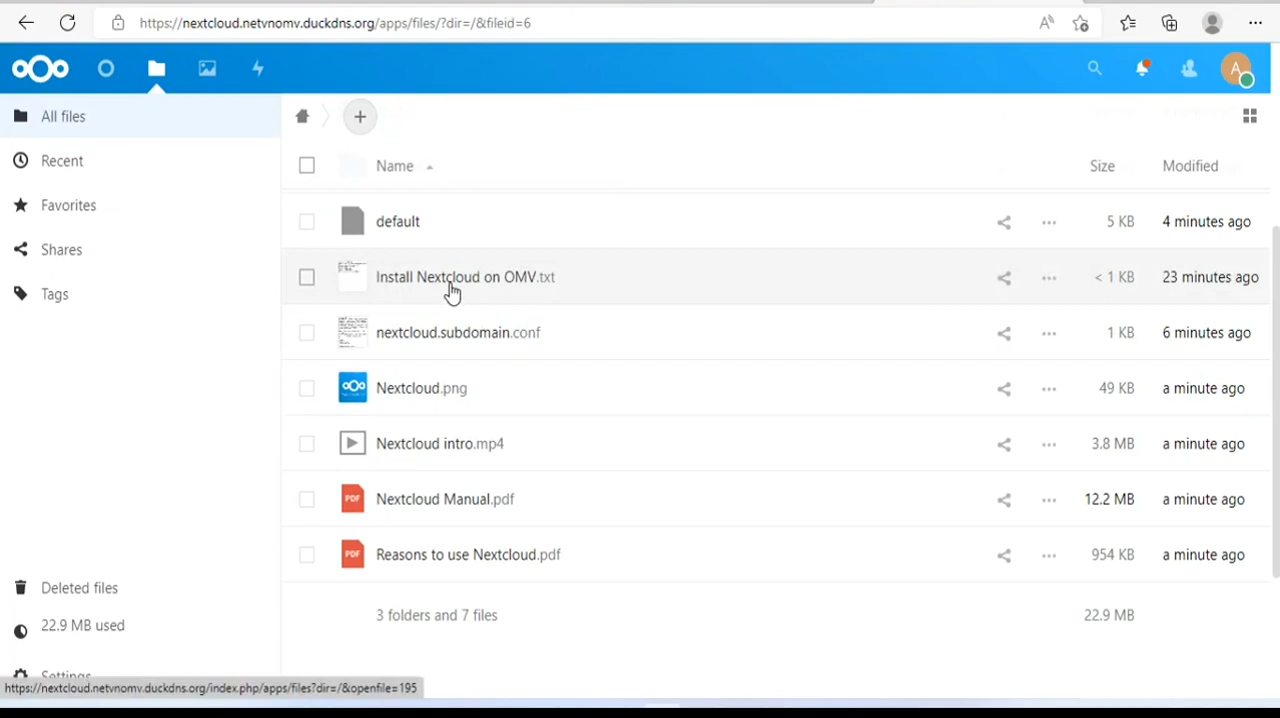 https://nextcloud.netvnomv.duckdns.org/apps/files/?dir=/&fileid=6
A
All files
Recent
Favorites
Shares
Tags
Deleted files
22.9 MB used
Settings
Name Size Modified
default 5 KB 4 minutes ago
Install Nextcloud on OMV.txt < 1 KB 23 minutes ago
nextcloud.subdomain.conf 1 KB 6 minutes ago
Nextcloud.png 49 KB a minute ago
Nextcloud intro.mp4 3.8 MB a minute ago
PDF Nextcloud Manual.pdf 12.2 MB a minute ago
PDF Reasons to use Nextcloud.pdf 954 KB a minute ago
3 folders and 7 files 22.9 MB
https://nextcloud.netvnomv.duckdns.org/index.php/apps/files?dir=/&openfile=195